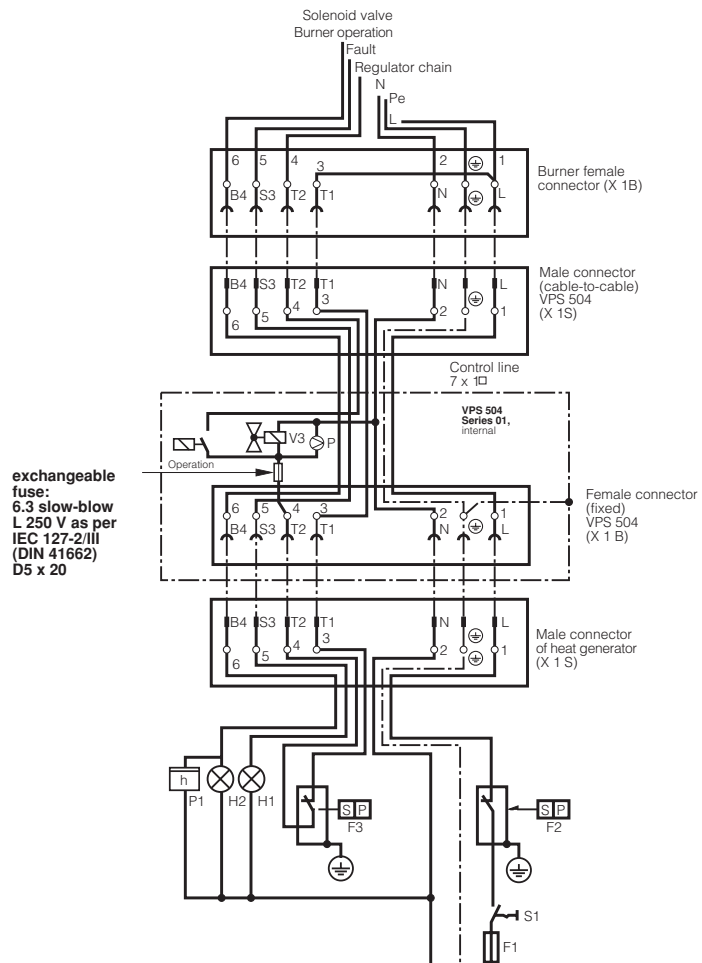 Solenoid valve
Burner operation
Fault
Regulator chain
N
Pe
L
6 5 4 3 2 1
B4 S3 T2 T1 N L
Burner female
connector (X 1B)
B4 S3 T2 T1 N L
6 5 4 3 2 1
Male connector
(cable-to-cable)
VPS 504
(X 1S)
Control line
7 x 1
VPS 504
Series 01,
internal
V3
P
Operation
exchangeable
fuse:
6.3 slow-blow
L 250 V as per
IEC 127-2/III
(DIN 41662)
D5 x 20
6 5 4 3 2 1
B4 S3 T2 T1 N L
Female connector
(fixed)
VPS 504
(X 1 B)
B4 S3 T2 T1 N L
6 5 4 3 2 1
Male connector
of heat generator
(X 1 S)
h
P1
H2
H1
S P
F3
S P
F2
S1
F1